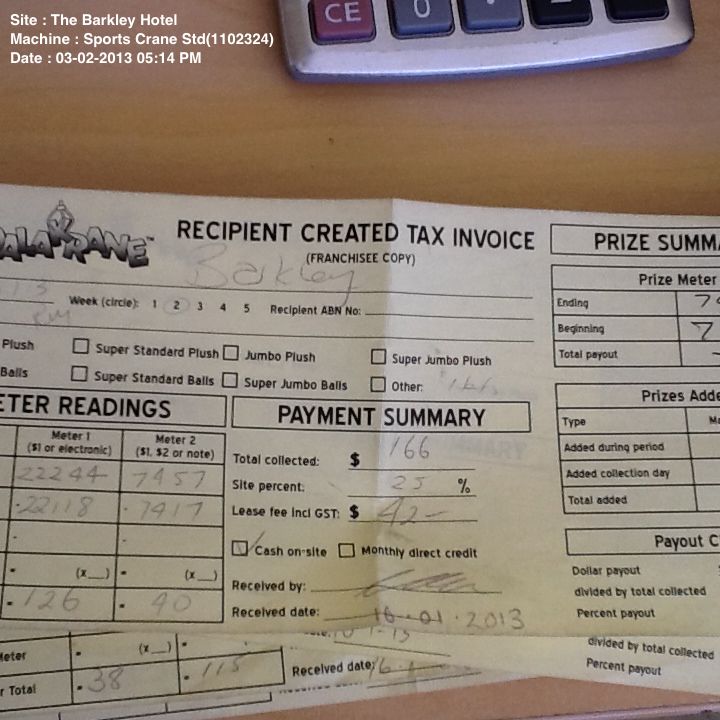 Site : The Barkley Hotel
Machine : Sports Crane Std(1102324)
Date : 03-02-2013 05:14 PM
CE 0
ALAKRANE™
RECIPIENT CREATED TAX INVOICE
(FRANCHISEE COPY)
Barkley
Week (circle): 1 2 3 4 5 Recipient ABN No:
Plush Super Standard Plush Jumbo Plush Super Jumbo Plush
Balls Super Standard Balls Super Jumbo Balls Other:
ETER READINGS
Meter 1 Meter 2
($1 or electronic) ($1, $2 or note)
22244 7457
22118 7417
(x__) (x__)
126 40
PAYMENT SUMMARY
Total collected: $ 166
Site percent: 25 %
Lease fee incl GST: $ 42-
Cash on-site Monthly direct credit
Received by:
Received date: 16-01-2013
PRIZE SUMMA
Prize Meter
Ending
Beginning 7
Total payout
Prizes Adde
Type
Added during period
Added collection day
Total added
Payout C
Dollar payout
divided by total collected
Percent payout
leter (x__)
r Total 38 115
Received date: 16.1
divided by total collected
Percent payout